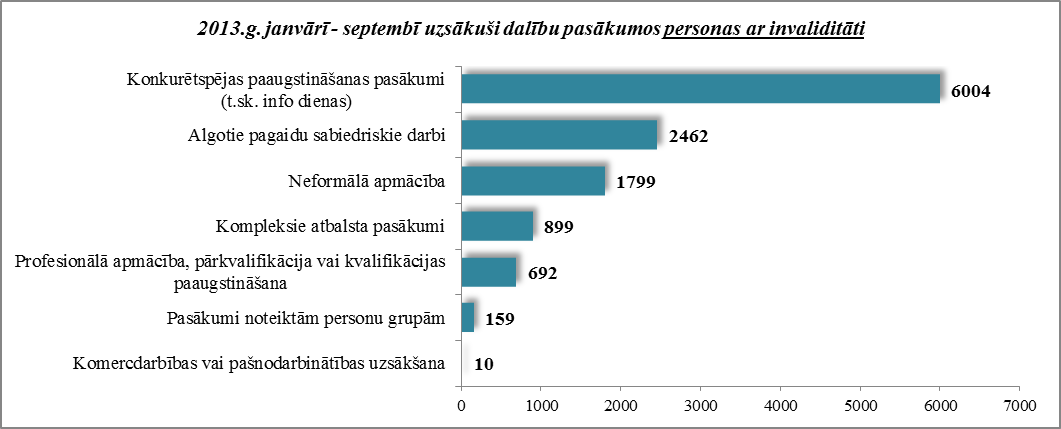 2013.g. janvārī - septembī uzsākuši dalību pasākumos personas ar invaliditāti
Konkurētspējas paaugstināšanas pasākumi
(t.sk. info dienas)
6004
Algotie pagaidu sabiedriskie darbi
2462
Neformālā apmācība
1799
Kompleksie atbalsta pasākumi
899
Profesionālā apmācība, pārkvalifikācija vai kvalifikācijas
paaugstināšana
692
Pasākumi noteiktām personu grupām
159
Komercdarbības vai pašnodarbinātības uzsākšana
10
0 1000 2000 3000 4000 5000 6000 7000